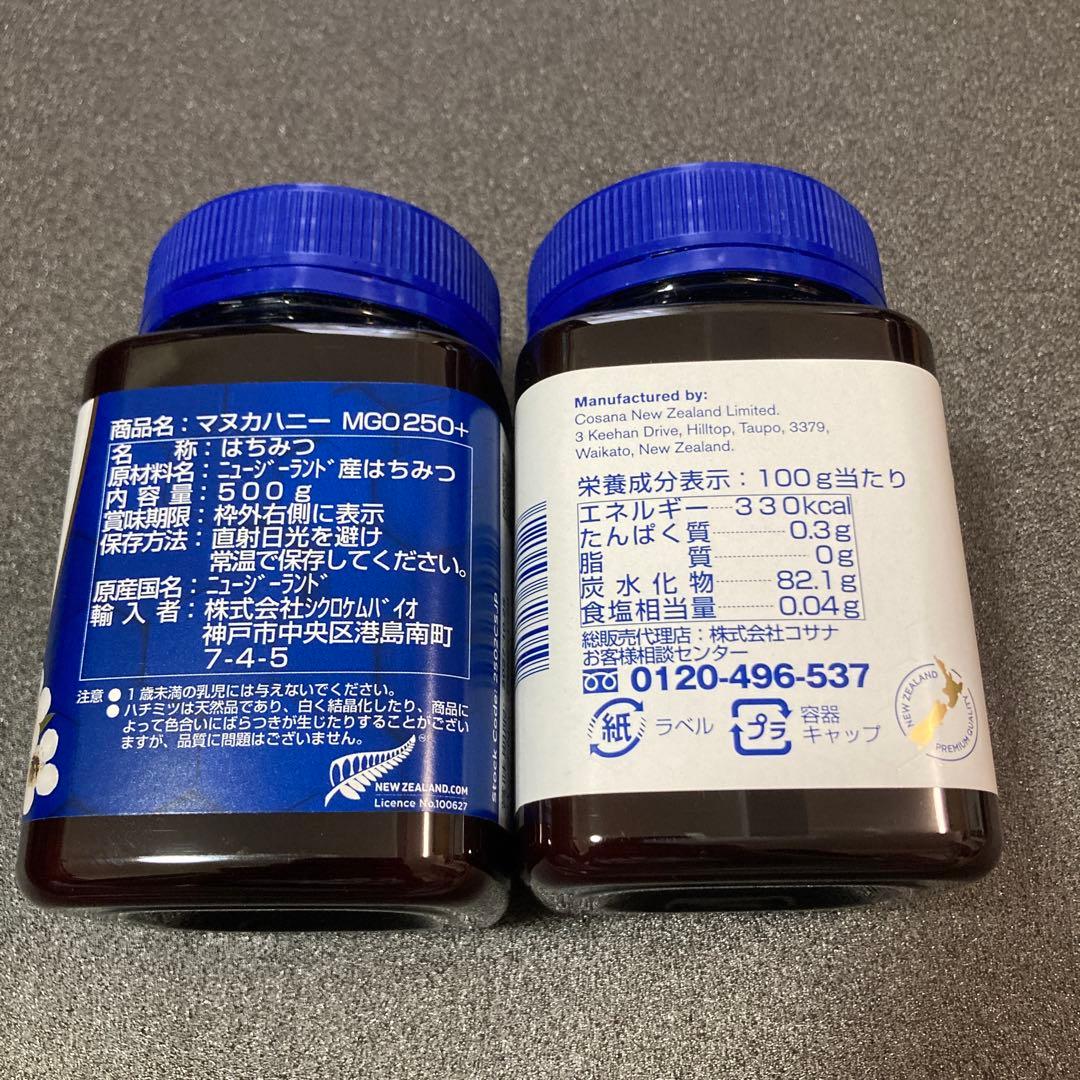 商品名：マヌカハニー MGO250+
名　　称：はちみつ
原材料名：ﾆｭｰｼﾞｰﾗﾝﾄﾞ産はちみつ
内容量：500g
賞味期限：枠外右側に表示
保存方法：直射日光を避け
常温で保存してください。
原産国名：ﾆｭｰｼﾞｰﾗﾝﾄﾞ
輸入者：株式会社ｼｸﾛｹﾑﾊﾞｲｵ
神戸市中央区港島南町
7-4-5
注意 ●1歳未満の乳児には与えないでください。
●ハチミツは天然品であり、白く結晶化したり、商品に
よって色合いにばらつきが生じたりすることがござい
ますが、品質に問題はございません。
NEWZEALAND.COM
Licence No.100627
Stock Code: 2502CSJP
Manufactured by:
Cosana New Zealand Limited.
3 Keehan Drive, Hilltop, Taupo, 3379,
Waikato, New Zealand.
栄養成分表示：100g当たり
エネルギー……330kcal
たんぱく質……0.3g
脂　　　質……0g
炭水化物……82.1g
食塩相当量……0.04g
総販売代理店：株式会社コサナ
お客様相談センター
0120-496-537
紙 ラベル
プラ 容器
キャップ
NEW ZEALAND
PREMIUM QUALITY